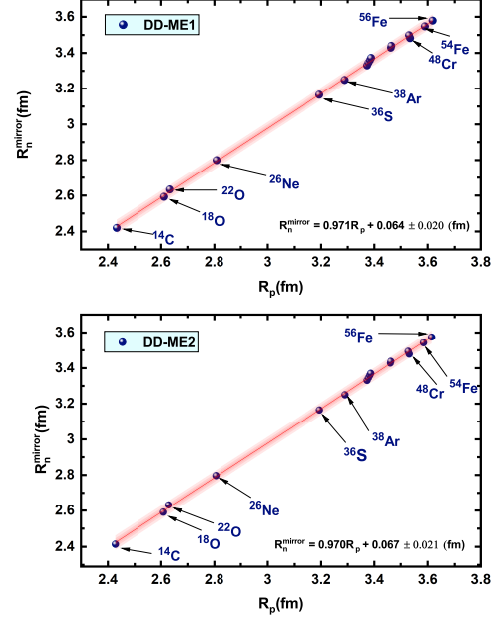 DD-ME1
R_n^mirror(fm)
3.6
3.4
3.2
3
2.8
2.6
2.4
⁵⁶Fe
⁵⁴Fe
⁴⁸Cr
³⁸Ar
³⁶S
²⁶Ne
²²O
¹⁸O
¹⁴C
R_n^mirror = 0.971R_p + 0.064 ± 0.020 (fm)
2.4 2.6 2.8 3 3.2 3.4 3.6 3.8
R_p(fm)
DD-ME2
R_n^mirror(fm)
3.6
3.4
3.2
3
2.8
2.6
2.4
⁵⁶Fe
⁵⁴Fe
⁴⁸Cr
³⁸Ar
³⁶S
²⁶Ne
²²O
¹⁸O
¹⁴C
R_n^mirror = 0.970R_p + 0.067 ± 0.021 (fm)
2.4 2.6 2.8 3 3.2 3.4 3.6 3.8
R_p(fm)